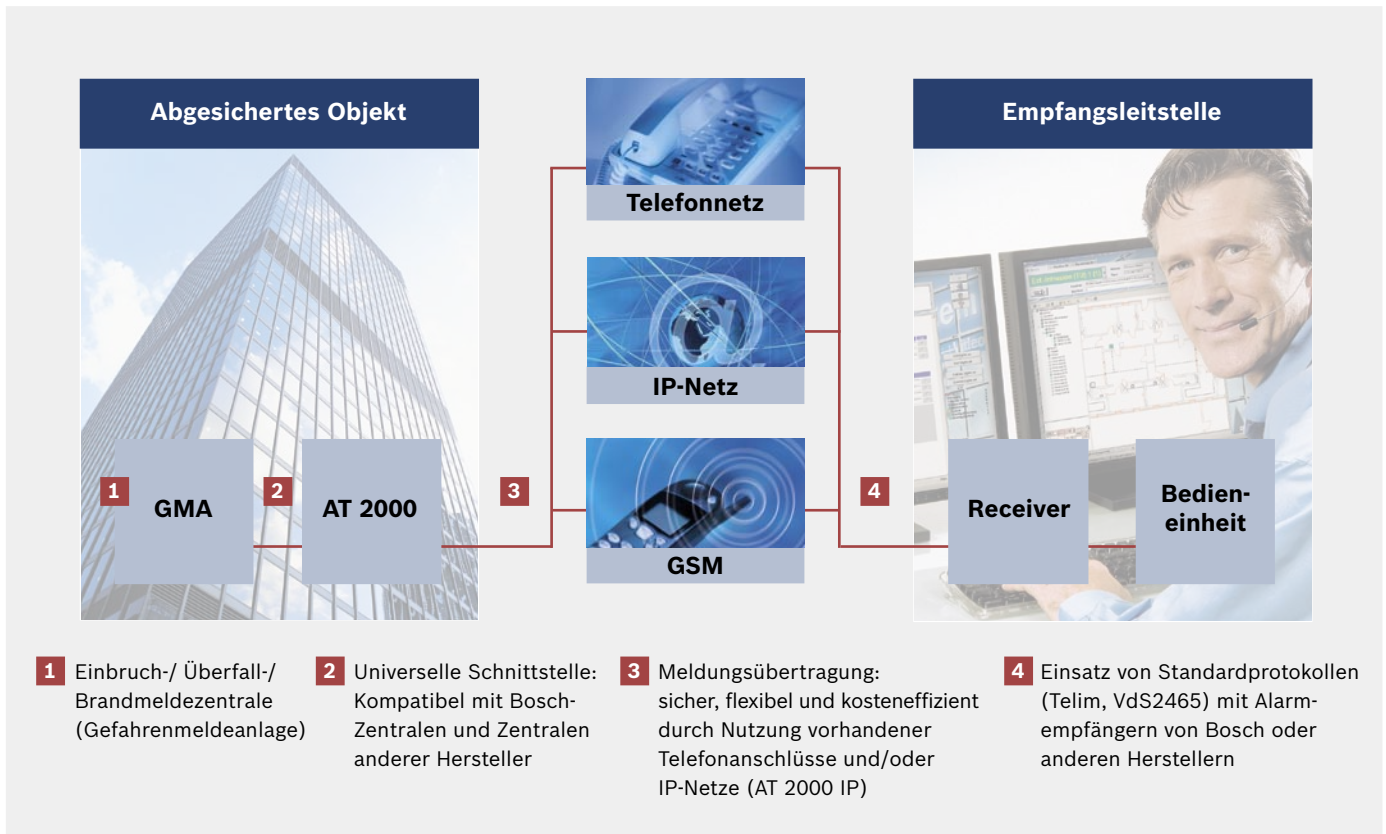 Abgesichertes Objekt
Telefonnetz
IP-Netz
GSM
Empfangsleitstelle
1
GMA
2
AT 2000
3
4
Receiver
Bedien-
einheit
1 Einbruch-/ Überfall-/
Brandmeldezentrale
(Gefahrenmeldeanlage)
2 Universelle Schnittstelle:
Kompatibel mit Bosch-
Zentralen und Zentralen
anderer Hersteller
3 Meldungsübertragung:
sicher, flexibel und kosteneffizient
durch Nutzung vorhandener
Telefonanschlüsse und/oder
IP-Netze (AT 2000 IP)
4 Einsatz von Standardprotokollen
(Telim, VdS2465) mit Alarm-
empfängern von Bosch oder
anderen Herstellern